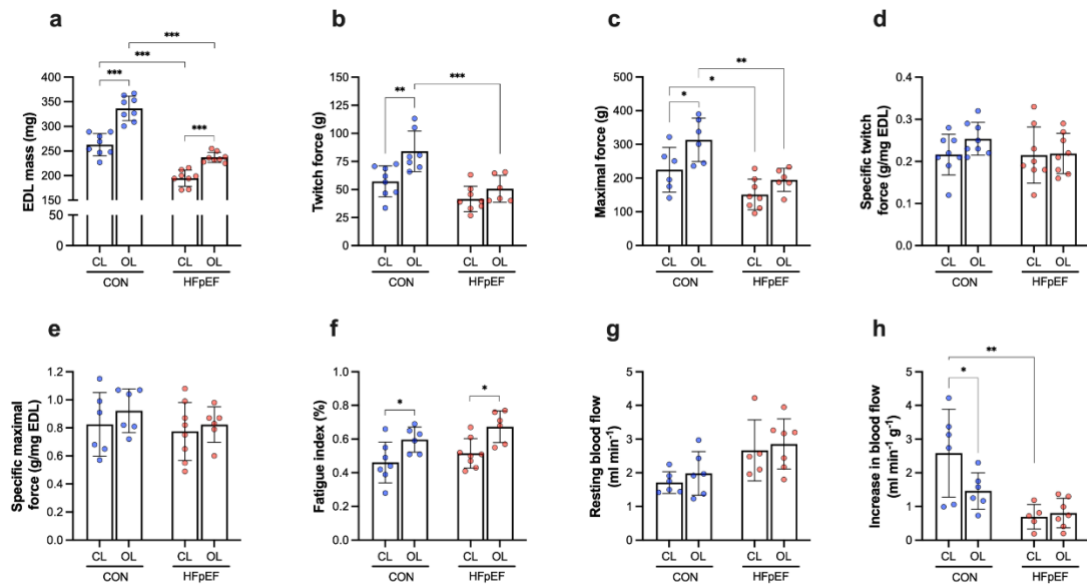 a
*** 
***
***
***
EDL mass (mg)
400
350
300
250
200
150
50
0
CL OL CL OL
CON HFpEF
b
***
**
Twitch force (g)
150
125
100
75
50
25
0
CL OL CL OL
CON HFpEF
c
**
*
*
Maximal force (g)
500
400
300
200
100
0
CL OL CL OL
CON HFpEF
d
Specific twitch
force (g/mg EDL)
0.4
0.3
0.2
0.1
0.0
CL OL CL OL
CON HFpEF
e
Specific maximal
force (g/mg EDL)
1.2
1.0
0.8
0.6
0.4
0.2
0.0
CL OL CL OL
CON HFpEF
f
*
*
Fatigue index (%)
1.0
0.8
0.6
0.4
0.2
0.0
CL OL CL OL
CON HFpEF
g
Resting blood flow
(ml min⁻¹)
5
4
3
2
1
0
CL OL CL OL
CON HFpEF
h
**
*
Increase in blood flow
(ml min⁻¹ g⁻¹)
5
4
3
2
1
0
CL OL CL OL
CON HFpEF